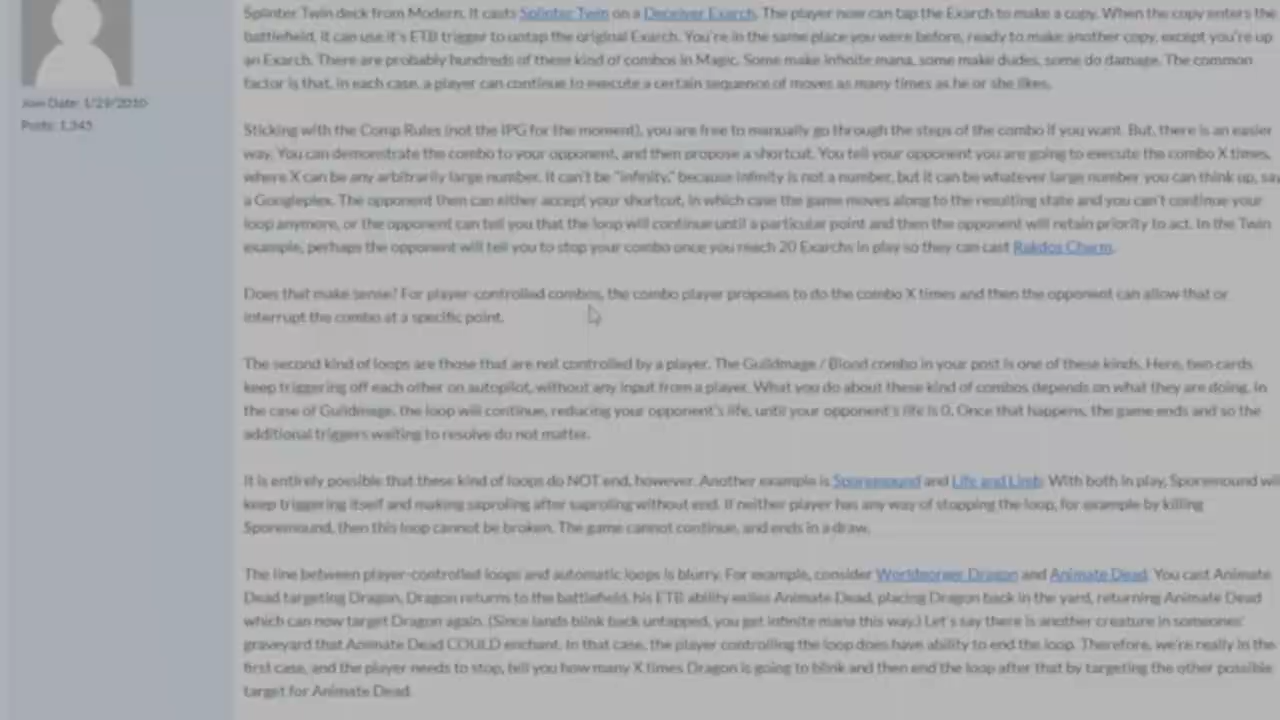 Splinter Twin deck from Modern. It casts Splinter Twin on a Deceiver Exarch. The player now can tap the Exarch to make a copy. When the copy enters the
battlefield, it can use it's ETB trigger to untap the original Exarch. You're in the same place you were before, ready to make another copy, except you're up
an Exarch. There are probably hundreds of these kind of combos in Magic. Some make infinite mana, some make dudes, some do damage. The common
factor is that, in each case, a player can continue to execute a certain sequence of moves as many times as he or she likes.
Join Date: 1/29/2010
Posts: 1,345
Sticking with the Comp Rules (not the IPG for the moment), you are free to manually go through the steps of the combo if you want. But, there is an easier
way. You can demonstrate the combo to your opponent, and then propose a shortcut. You tell your opponent you are going to execute the combo X times,
where X can be any arbitrarily large number. It can't be "infinity," because infinity is not a number, but it can be whatever large number you can think up, say
a Googleplex. The opponent then can either accept your shortcut, in which case the game moves along to the resulting state and you can't continue your
loop anymore, or the opponent can tell you that the loop will continue until a particular point and then the opponent will retain priority to act. In the Twin
example, perhaps the opponent will tell you to stop your combo once you reach 20 Exarchs in play so they can cast Rakdos Charm.
Does that make sense? For player-controlled combos, the combo player proposes to do the combo X times and then the opponent can allow that or
interrupt the combo at a specific point.
The second kind of loops are those that are not controlled by a player. The Guildmage / Blood combo in your post is one of these kinds. Here, two cards
keep triggering off each other on autopilot, without any input from a player. What you do about these kind of combos depends on what they are doing. In
the case of Guildmage, the loop will continue, reducing your opponent's life, until your opponent's life is 0. Once that happens, the game ends and so the
additional triggers waiting to resolve do not matter.
It is entirely possible that these kind of loops do NOT end, however. Another example is Sporemound and Life and Limb. With both in play, Sporemound wil
keep triggering itself and making saproling after saproling without end. If neither player has any way of stopping the loop, for example by killing
Sporemound, then this loop cannot be broken. The game cannot continue, and ends in a draw.
The line between player-controlled loops and automatic loops is blurry. For example, consider Worldgorger Dragon and Animate Dead. You cast Animate
Dead targeting Dragon, Dragon returns to the battlefield, his ETB ability exiles Animate Dead, placing Dragon back in the yard, returning Animate Dead
which can now target Dragon again. (Since lands blink back untapped, you get infinite mana this way.) Let's say there is another creature in someones'
graveyard that Animate Dead COULD enchant. In that case, the player controlling the loop does have ability to end the loop. Therefore, we're really in the
first case, and the player needs to stop, tell you how many X times Dragon is going to blink and then end the loop after that by targeting the other possible
target for Animate Dead.